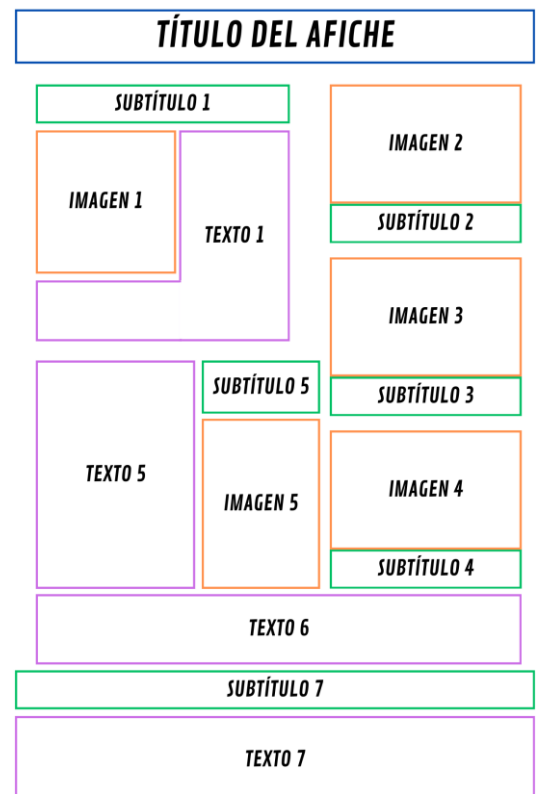 TÍTULO DEL AFICHE
SUBTÍTULO 1
IMAGEN 1
TEXTO 1
IMAGEN 2
SUBTÍTULO 2
IMAGEN 3
SUBTÍTULO 3
TEXTO 5
SUBTÍTULO 5
IMAGEN 5
IMAGEN 4
SUBTÍTULO 4
TEXTO 6
SUBTÍTULO 7
TEXTO 7